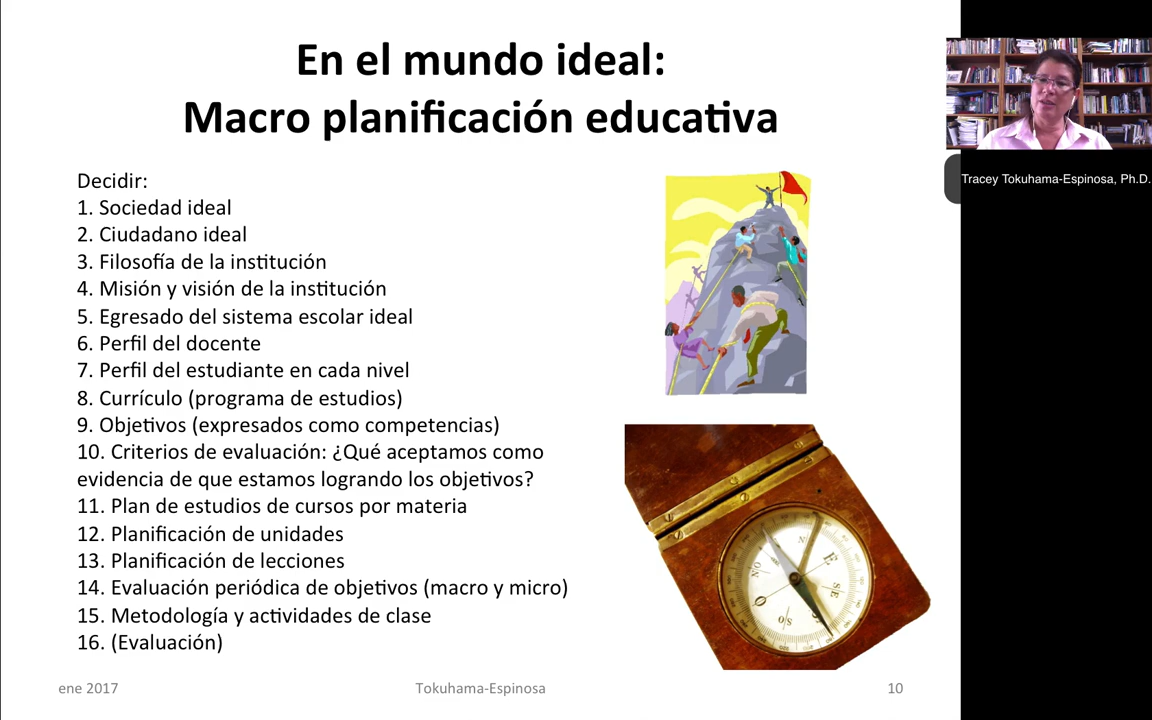 En el mundo ideal:
Macro planificación educativa
Decidir:
1. Sociedad ideal
2. Ciudadano ideal
3. Filosofía de la institución
4. Misión y visión de la institución
5. Egresado del sistema escolar ideal
6. Perfil del docente
7. Perfil del estudiante en cada nivel
8. Currículo (programa de estudios)
9. Objetivos (expresados como competencias)
10. Criterios de evaluación: ¿Qué aceptamos como
evidencia de que estamos logrando los objetivos?
11. Plan de estudios de cursos por materia
12. Planificación de unidades
13. Planificación de lecciones
14. Evaluación periódica de objetivos (macro y micro)
15. Metodología y actividades de clase
16. (Evaluación)
ene 2017
Tokuhama-Espinosa
10
Tracey Tokuhama-Espinosa, Ph.D.
NO
E
SE
O
SO